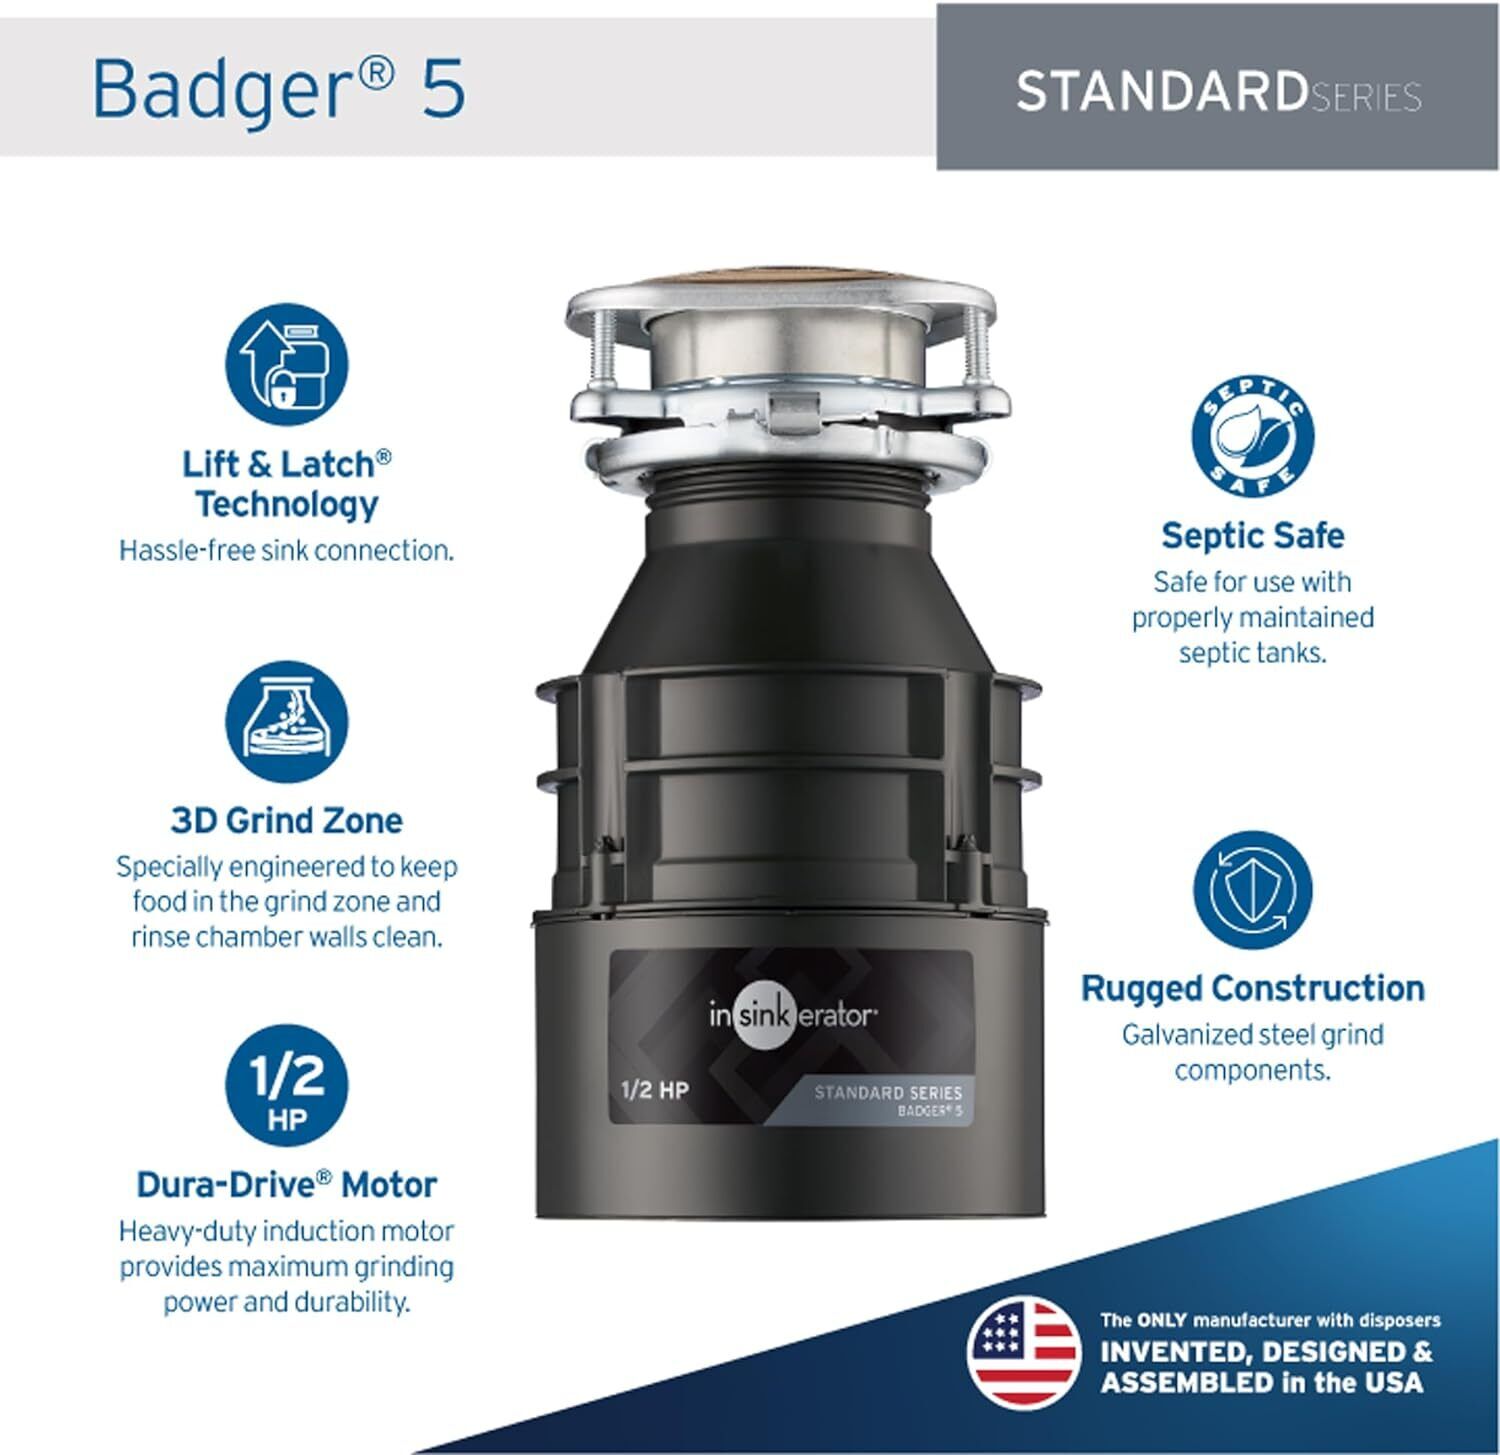 Badger® 5
STANDARDSERIES
Lift & Latch®
Technology
Hassle-free sink connection.
3D Grind Zone
Specially engineered to keep
food in the grind zone and
rinse chamber walls clean.
1/2
HP
Dura-Drive® Motor
Heavy-duty induction motor
provides maximum grinding
power and durability.
insinkerator
1/2 HP
STANDARD SERIES
BADGER® 5
SEPTIC
SAFE
Septic Safe
Safe for use with
properly maintained
septic tanks.
Rugged Construction
Galvanized steel grind
components.
The ONLY manufacturer with disposers
INVENTED, DESIGNED &
ASSEMBLED in the USA